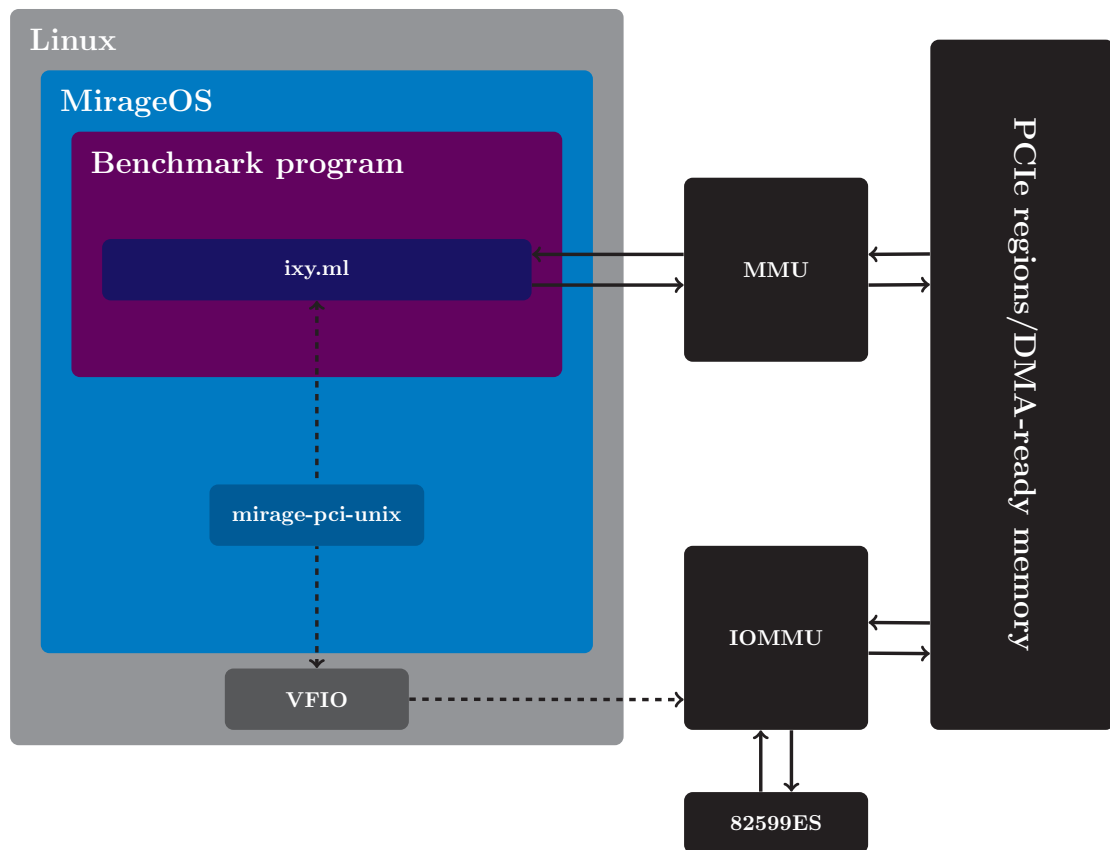 Linux
MirageOS
Benchmark program
ixy.ml
mirage-pci-unix
VFIO
MMU
IOMMU
82599ES
PCIe regions/DMA-ready memory